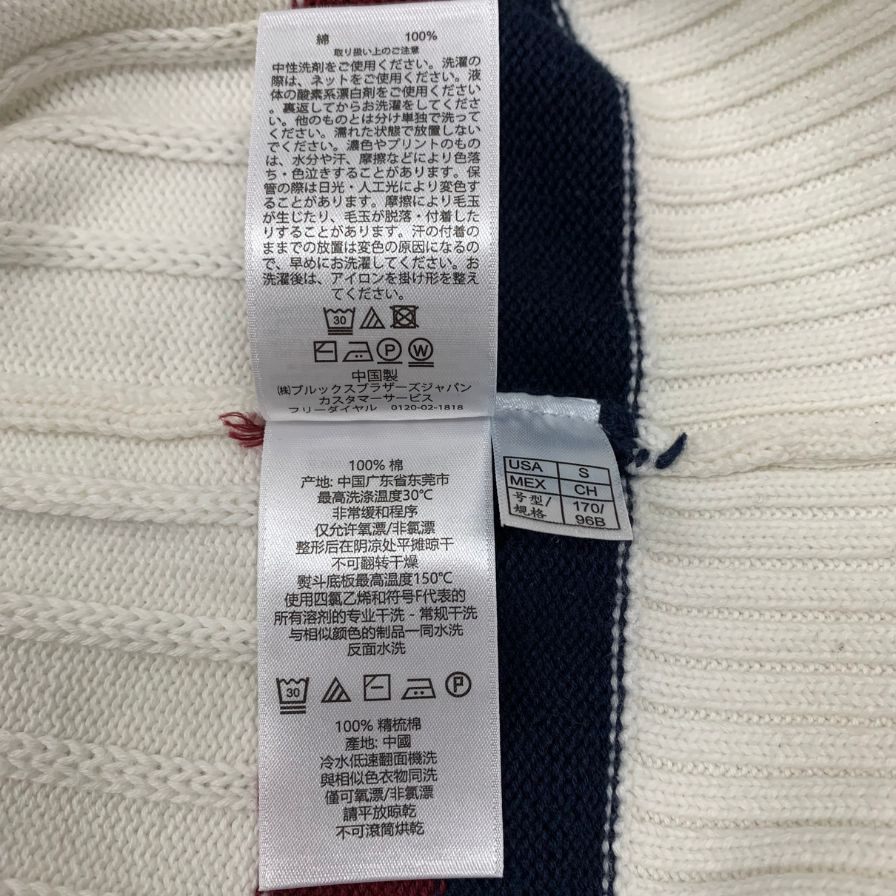 綿 100%
取り扱い上のご注意
中性洗剤をご使用ください。洗濯の
際は、ネットをご使用ください。液
体の酸素系漂白剤をご使用ください
。裏返してからお洗濯をしてください
。他のものとは分け単独で洗って
ください。濡れた状態で放置しない
でください。濃色やプリントのもの
は、水分や汗、摩擦などにより色落
ち・色泣きすることがあります。保
管の際は日光・人工光により変色す
ることがあります。摩擦により毛玉
が生じたり、毛玉が脱落・付着した
りすることがあります。汗の付着の
ままでの放置は変色の原因になるの
で、早めにお洗濯してください。お
洗濯後は、アイロンを掛け形を整え
てください。
30
P W
中国製
㈱ブルックスブラザーズジャパン
カスタマーサービス
フリーダイヤル 0120-02-1818
100% 棉
产地: 中国广东省东莞市
最高洗涤温度30℃
非常缓和程序
仅允许氧漂/非氯漂
整形后在阴凉处平摊晾干
不可翻转干燥
熨斗底板最高温度150℃
使用四氯乙烯和符号F代表的
所有溶剂的专业干洗 - 常规干洗
与相似颜色的制品一同水洗
反面水洗
30 P
100% 精梳棉
產地: 中國
冷水低速翻面機洗
與相似色衣物同洗
僅可氧漂/非氯漂
請平放晾乾
不可滾筒烘乾
USA S
MEX CH
号型/規格 170/96B